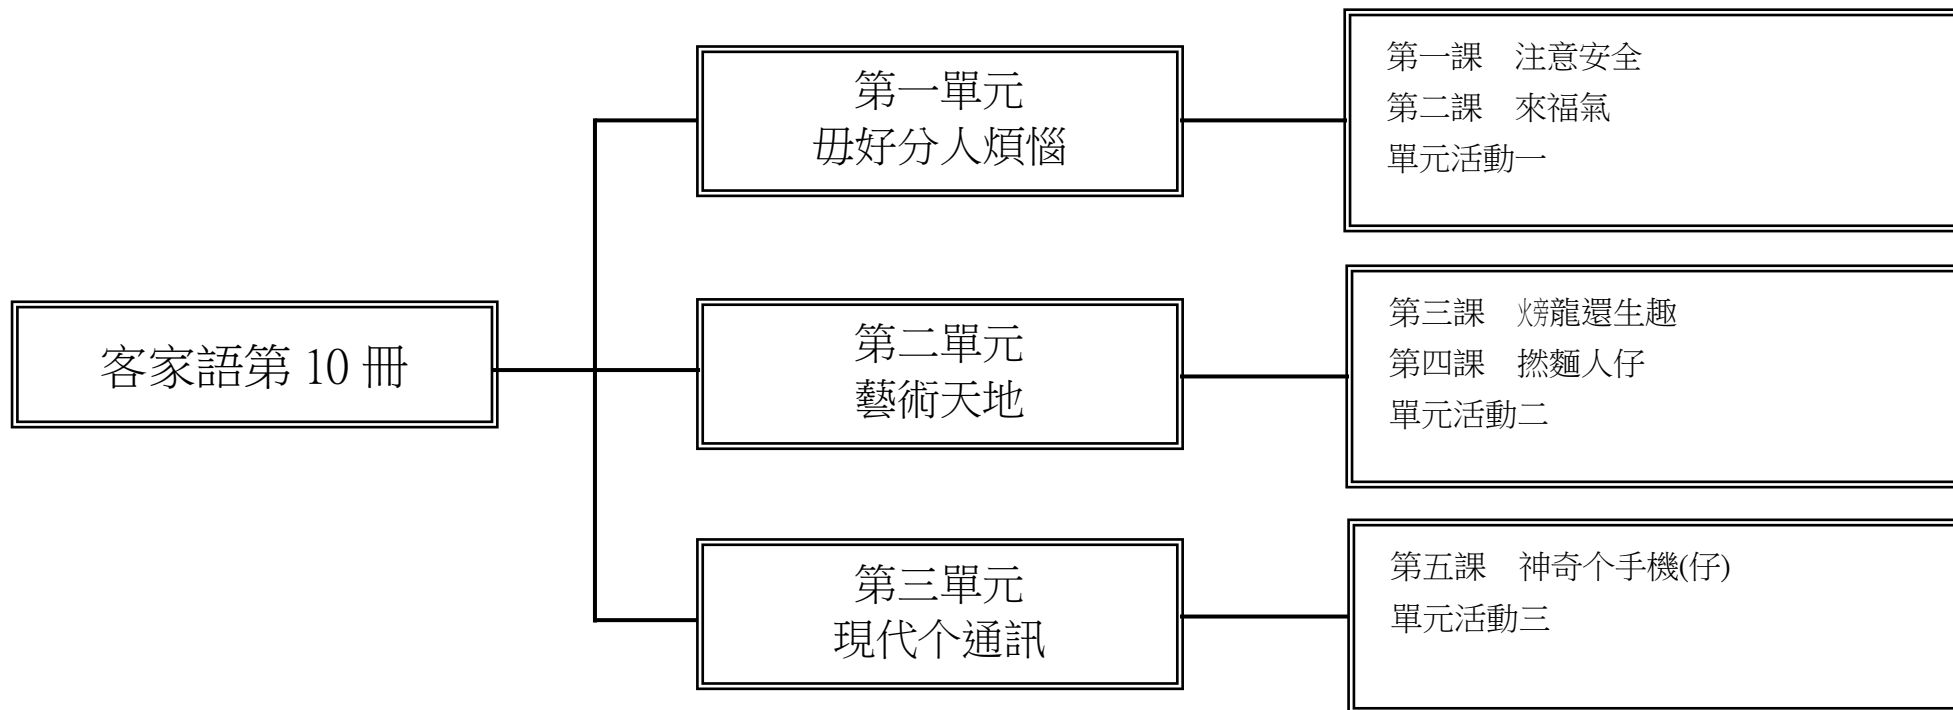 客家語第 10 冊
第一單元
毋好分人煩惱
第一課　注意安全
第二課　來福氣
單元活動一
第二單元
藝術天地
第三課　㶶龍還生趣
第四課　撚麵人仔
單元活動二
第三單元
現代个通訊
第五課　神奇个手機(仔)
單元活動三